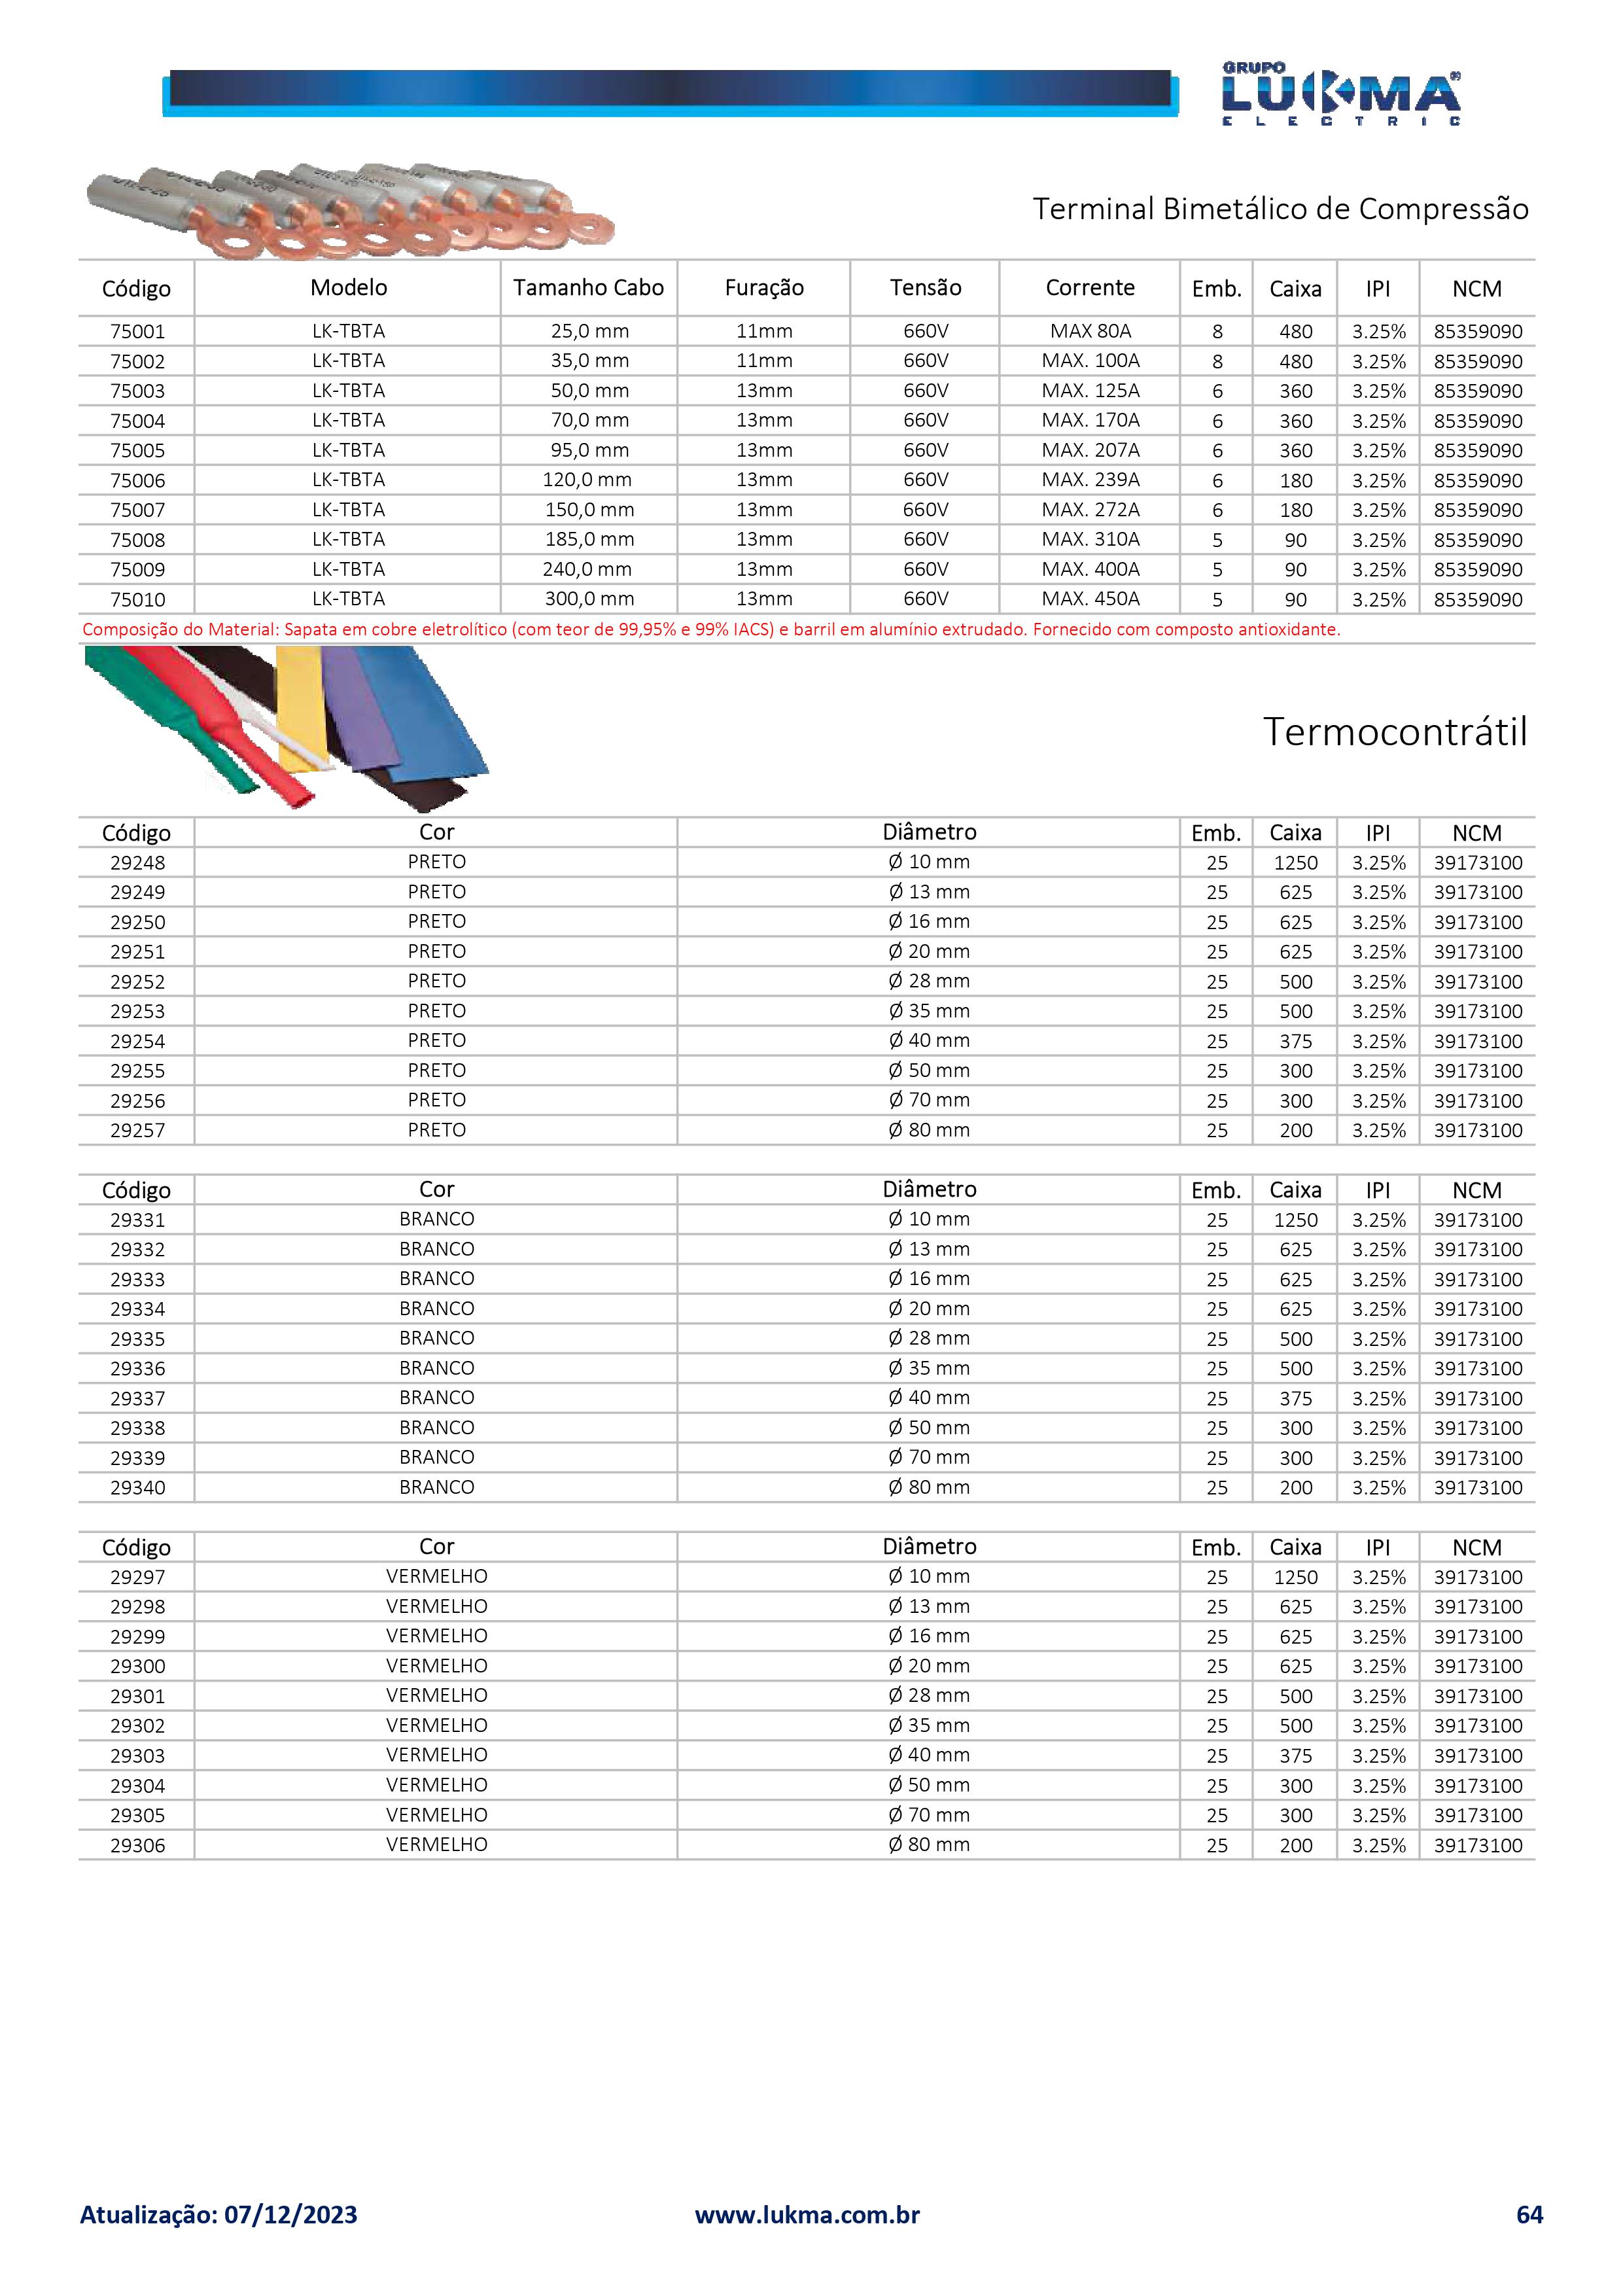 GRUPO
LUKMA®
ELECTRIC
Terminal Bimetálico de Compressão
Código Modelo Tamanho Cabo Furação Tensão Corrente Emb. Caixa IPI NCM
75001 LK-TBTA 25,0 mm 11mm 660V MAX 80A 8 480 3.25% 85359090
75002 LK-TBTA 35,0 mm 11mm 660V MAX. 100A 8 480 3.25% 85359090
75003 LK-TBTA 50,0 mm 13mm 660V MAX. 125A 6 360 3.25% 85359090
75004 LK-TBTA 70,0 mm 13mm 660V MAX. 170A 6 360 3.25% 85359090
75005 LK-TBTA 95,0 mm 13mm 660V MAX. 207A 6 360 3.25% 85359090
75006 LK-TBTA 120,0 mm 13mm 660V MAX. 239A 6 180 3.25% 85359090
75007 LK-TBTA 150,0 mm 13mm 660V MAX. 272A 6 180 3.25% 85359090
75008 LK-TBTA 185,0 mm 13mm 660V MAX. 310A 5 90 3.25% 85359090
75009 LK-TBTA 240,0 mm 13mm 660V MAX. 400A 5 90 3.25% 85359090
75010 LK-TBTA 300,0 mm 13mm 660V MAX. 450A 5 90 3.25% 85359090
Composição do Material: Sapata em cobre eletrolítico (com teor de 99,95% e 99% IACS) e barril em alumínio extrudado. Fornecido com composto antioxidante.
Termocontrátil
Código Cor Diâmetro Emb. Caixa IPI NCM
29248 PRETO Ø 10 mm 25 1250 3.25% 39173100
29249 PRETO Ø 13 mm 25 625 3.25% 39173100
29250 PRETO Ø 16 mm 25 625 3.25% 39173100
29251 PRETO Ø 20 mm 25 625 3.25% 39173100
29252 PRETO Ø 28 mm 25 500 3.25% 39173100
29253 PRETO Ø 35 mm 25 500 3.25% 39173100
29254 PRETO Ø 40 mm 25 375 3.25% 39173100
29255 PRETO Ø 50 mm 25 300 3.25% 39173100
29256 PRETO Ø 70 mm 25 300 3.25% 39173100
29257 PRETO Ø 80 mm 25 200 3.25% 39173100
Código Cor Diâmetro Emb. Caixa IPI NCM
29331 BRANCO Ø 10 mm 25 1250 3.25% 39173100
29332 BRANCO Ø 13 mm 25 625 3.25% 39173100
29333 BRANCO Ø 16 mm 25 625 3.25% 39173100
29334 BRANCO Ø 20 mm 25 625 3.25% 39173100
29335 BRANCO Ø 28 mm 25 500 3.25% 39173100
29336 BRANCO Ø 35 mm 25 500 3.25% 39173100
29337 BRANCO Ø 40 mm 25 375 3.25% 39173100
29338 BRANCO Ø 50 mm 25 300 3.25% 39173100
29339 BRANCO Ø 70 mm 25 300 3.25% 39173100
29340 BRANCO Ø 80 mm 25 200 3.25% 39173100
Código Cor Diâmetro Emb. Caixa IPI NCM
29297 VERMELHO Ø 10 mm 25 1250 3.25% 39173100
29298 VERMELHO Ø 13 mm 25 625 3.25% 39173100
29299 VERMELHO Ø 16 mm 25 625 3.25% 39173100
29300 VERMELHO Ø 20 mm 25 625 3.25% 39173100
29301 VERMELHO Ø 28 mm 25 500 3.25% 39173100
29302 VERMELHO Ø 35 mm 25 500 3.25% 39173100
29303 VERMELHO Ø 40 mm 25 375 3.25% 39173100
29304 VERMELHO Ø 50 mm 25 300 3.25% 39173100
29305 VERMELHO Ø 70 mm 25 300 3.25% 39173100
29306 VERMELHO Ø 80 mm 25 200 3.25% 39173100
Atualização: 07/12/2023 www.lukma.com.br 64